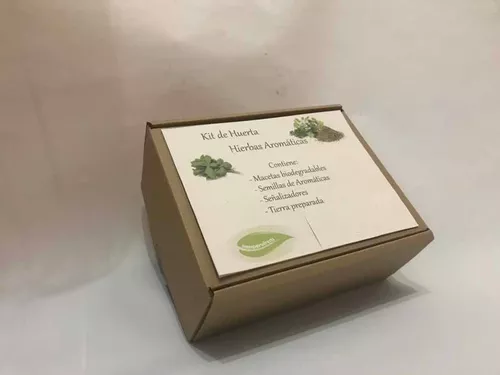 Kit de Huerta
Hierbas Aromáticas
Contiene:
- Macetas biodegradables
- Semillas de Aromáticas
- Señalizadores
- Tierra preparada